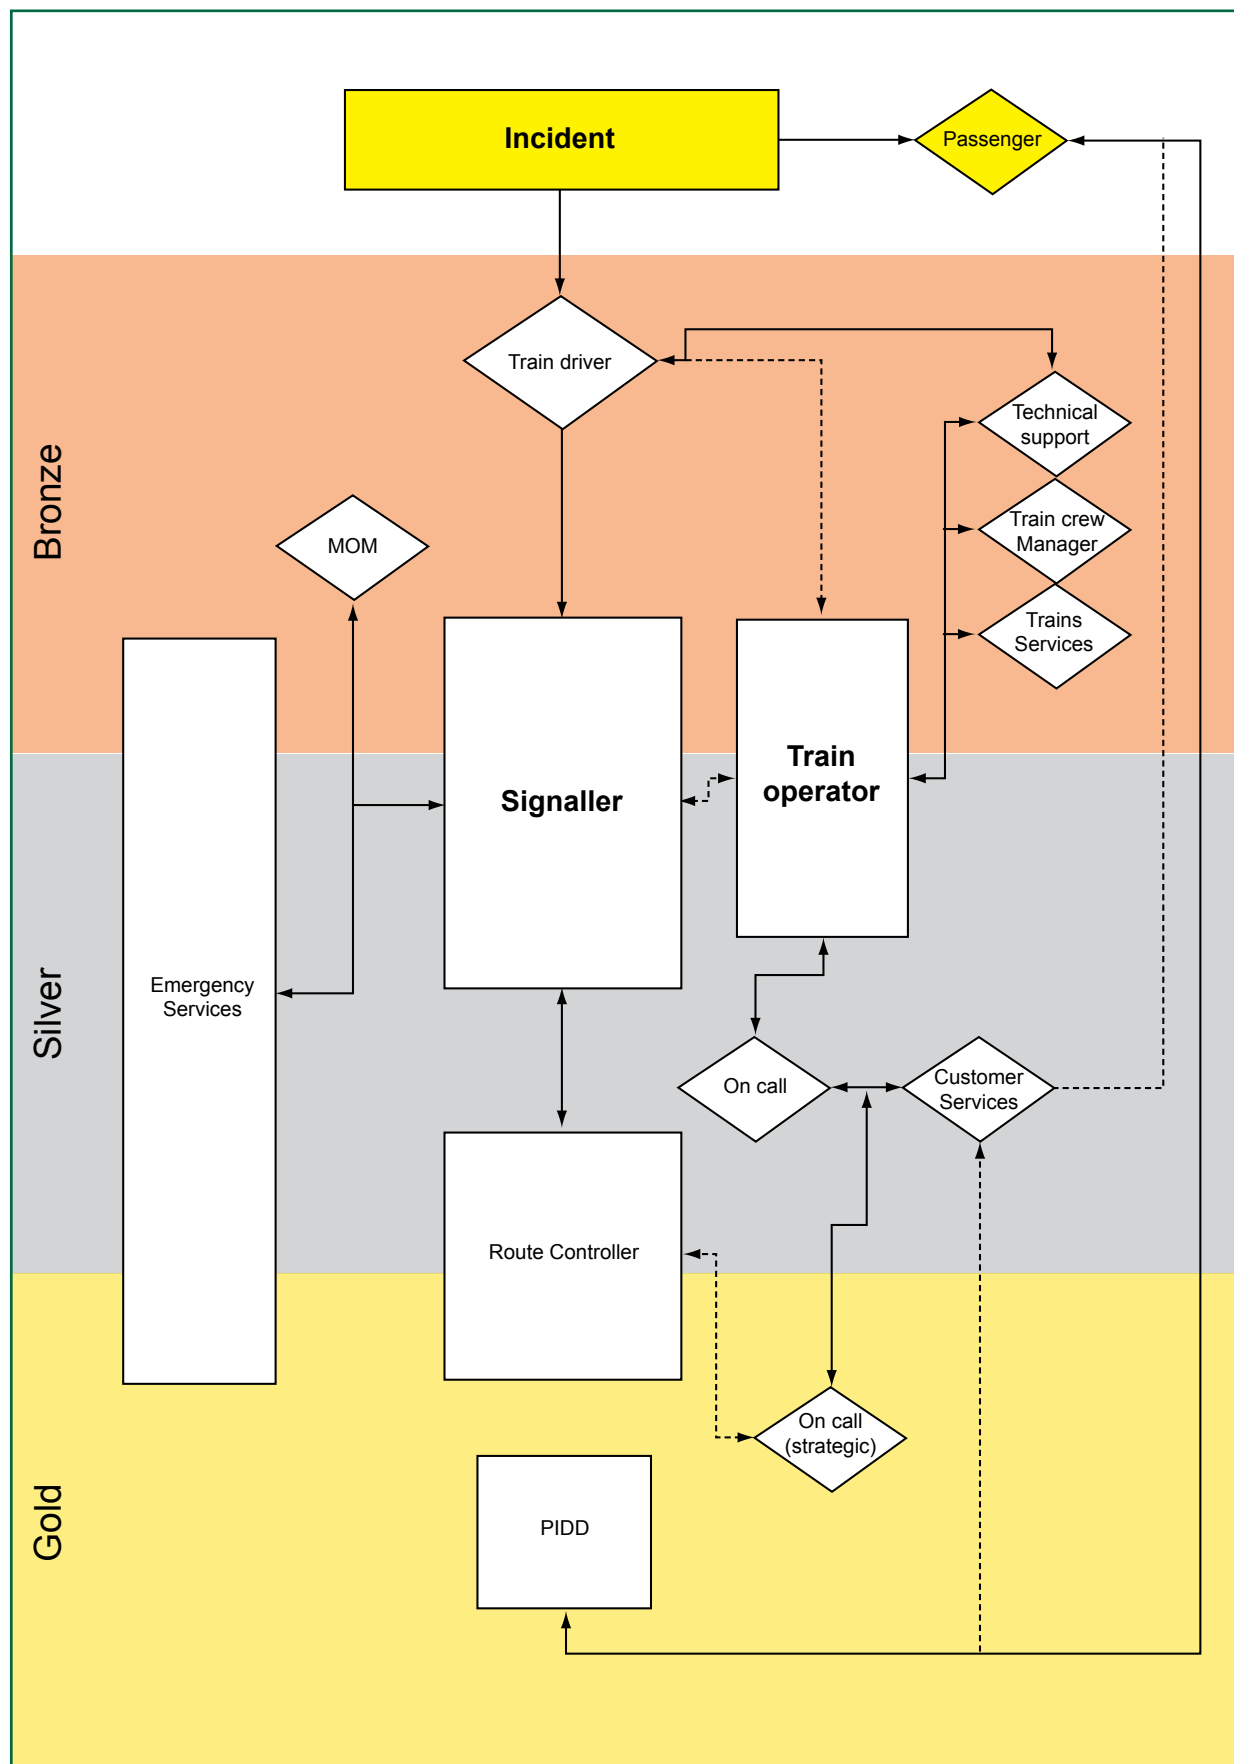 Incident
Passenger
Bronze
Train driver
Technical
support
MOM
Train crew
Manager
Trains
Services
Train
operator
Signaller
Silver
Emergency
Services
On call
Customer
Services
Route Controller
Gold
On call
(strategic)
PIDD